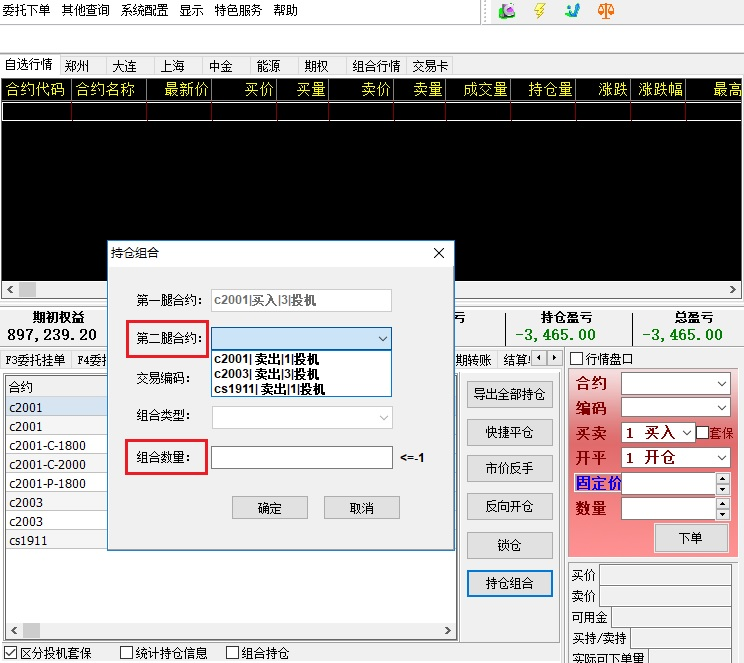 委托下单 其他查询 系统配置 显示 特色服务 帮助
自选行情 郑州 大连 上海 中金 能源 期权 组合行情 交易卡
合约代码 合约名称 最新价 买价 买量 卖价 卖量 成交量 持仓量 涨跌 涨跌幅 最高
持仓组合
第一腿合约： c2001|买入|3|投机
期初权益 亏 持仓盈亏 总盈亏
897,239.20 -3,465.00 -3,465.00
第二腿合约：
F3委托挂单 F4委 期转账 结算 行情盘口
c2001| 卖出|1|投机
c2003| 卖出|3|投机
cs1911| 卖出|1|投机
交易编码：
组合类型：
组合数量： <=-1
确定 取消
合约
c2001
c2001
c2001-C-1800
c2001-C-2000
c2001-P-1800
c2003
c2003
cs1911
导出全部持仓
快捷平仓
市价反手
反向开仓
锁仓
持仓组合
合约
编码
买卖 1 买入 套保
开平 1 开仓
固定价
数量
下单
买价
卖价
可用金
买持/卖持
实际可下单量
区分投机套保 统计持仓信息 组合持仓